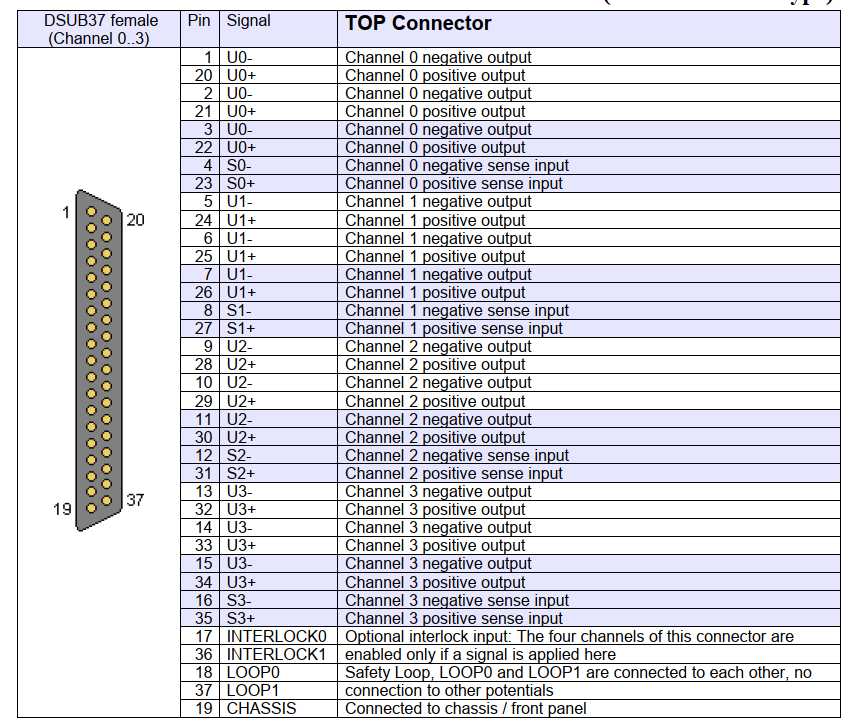 DSUB37 female
(Channel 0..3)
Pin Signal TOP Connector
1 U0- Channel 0 negative output
20 U0+ Channel 0 positive output
2 U0- Channel 0 negative output
21 U0+ Channel 0 positive output
3 U0- Channel 0 negative output
22 U0+ Channel 0 positive output
4 S0- Channel 0 negative sense input
23 S0+ Channel 0 positive sense input
5 U1- Channel 1 negative output
24 U1+ Channel 1 positive output
6 U1- Channel 1 negative output
25 U1+ Channel 1 positive output
7 U1- Channel 1 negative output
26 U1+ Channel 1 positive output
8 S1- Channel 1 negative sense input
27 S1+ Channel 1 positive sense input
9 U2- Channel 2 negative output
28 U2+ Channel 2 positive output
10 U2- Channel 2 negative output
29 U2+ Channel 2 positive output
11 U2- Channel 2 negative output
30 U2+ Channel 2 positive output
12 S2- Channel 2 negative sense input
31 S2+ Channel 2 positive sense input
13 U3- Channel 3 negative output
32 U3+ Channel 3 positive output
14 U3- Channel 3 negative output
33 U3+ Channel 3 positive output
15 U3- Channel 3 negative output
34 U3+ Channel 3 positive output
16 S3- Channel 3 negative sense input
35 S3+ Channel 3 positive sense input
17 INTERLOCK0 Optional interlock input: The four channels of this connector are
36 INTERLOCK1 enabled only if a signal is applied here
18 LOOP0 Safety Loop, LOOP0 and LOOP1 are connected to each other, no
37 LOOP1 connection to other potentials
19 CHASSIS Connected to chassis / front panel
1
20
37
19